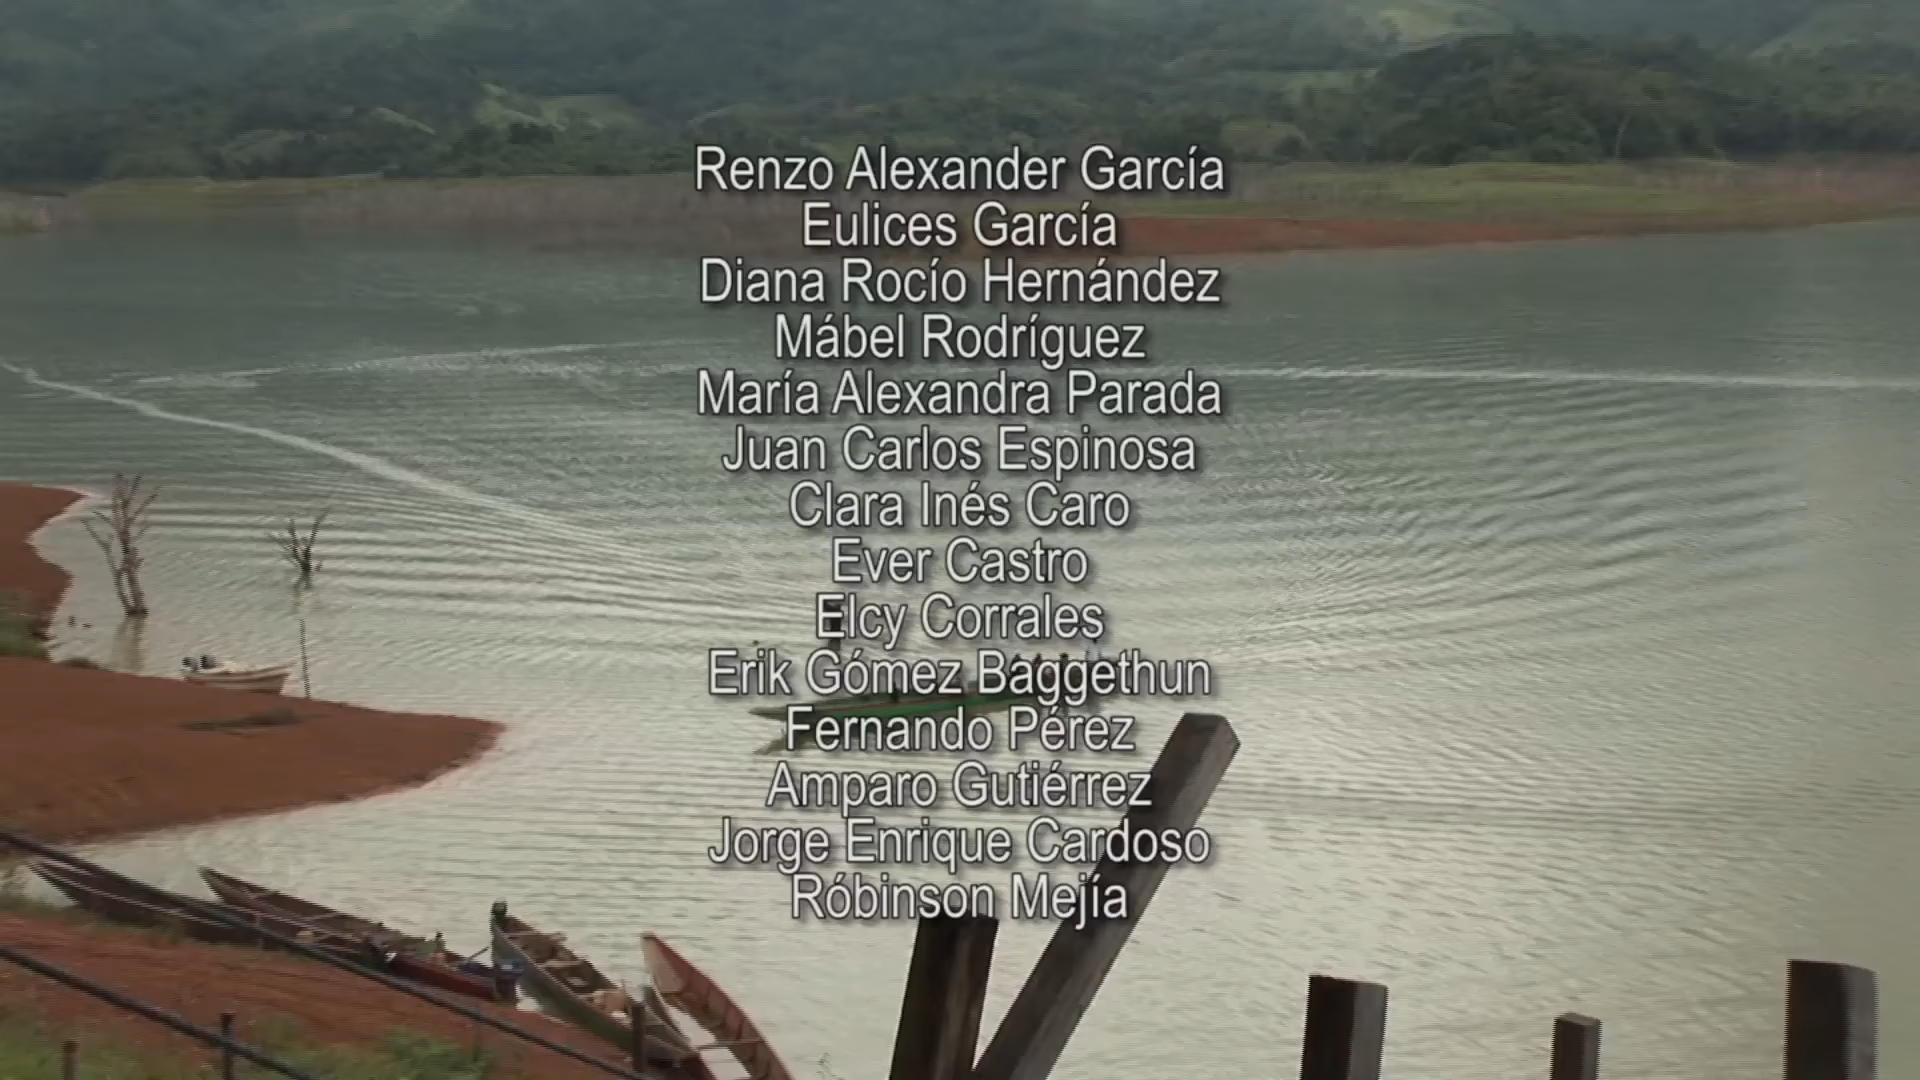 Renzo Alexander García
Eulices García
Diana Rocío Hernández
Mábel Rodríguez
María Alexandra Parada
Juan Carlos Espinosa
Clara Inés Caro
Ever Castro
Elcy Corrales
Erik Gómez Baggethun
Fernando Pérez
Amparo Gutiérrez
Jorge Enrique Cardoso
Róbinson Mejía